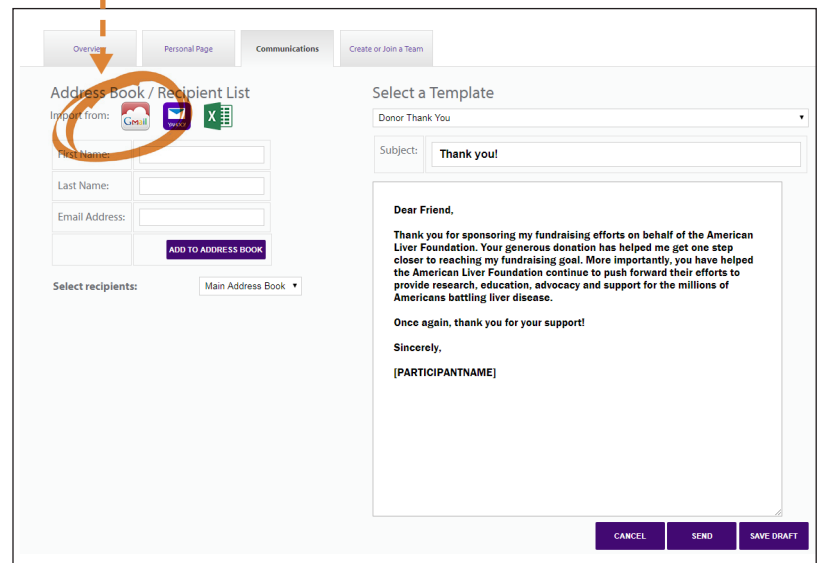 Overview
Personal Page
Communications
Create or Join a Team
Address Book / Recipient List
Import from:
Gmail
YAHOO!
X
First Name:
Last Name:
Email Address:
ADD TO ADDRESS BOOK
Select recipients:
Main Address Book
Select a Template
Donor Thank You
Subject:
Thank you!
Dear Friend,
Thank you for sponsoring my fundraising efforts on behalf of the American
Liver Foundation. Your generous donation has helped me get one step
closer to reaching my fundraising goal. More importantly, you have helped
the American Liver Foundation continue to push forward their efforts to
provide research, education, advocacy and support for the millions of
Americans battling liver disease.
Once again, thank you for your support!
Sincerely,
[PARTICIPANTNAME]
CANCEL
SEND
SAVE DRAFT